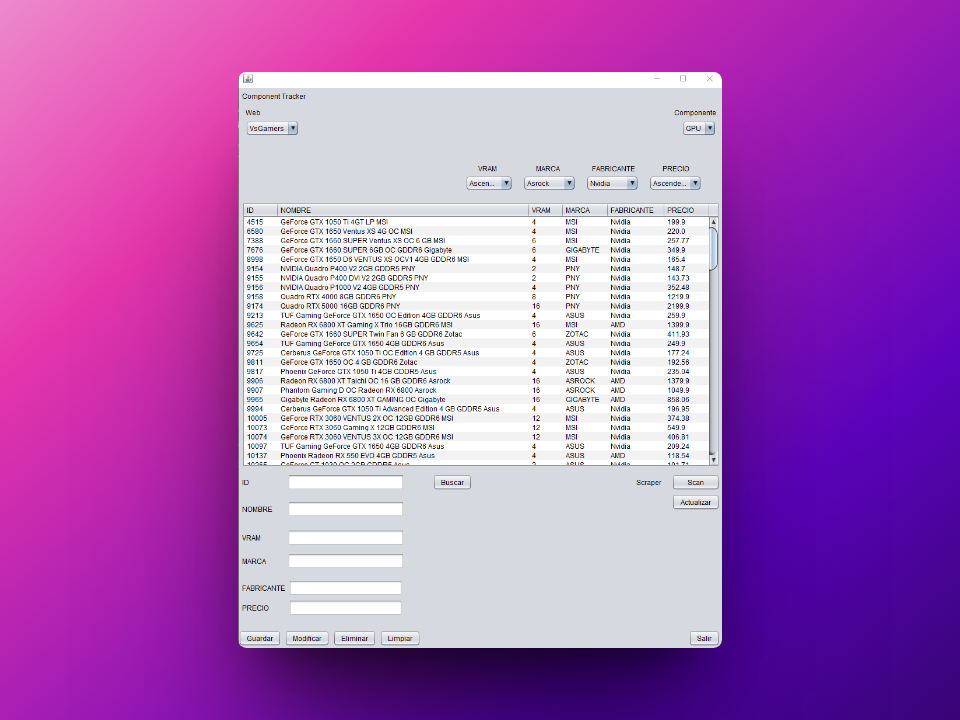 Component Tracker
Web Componente
VsGamers GPU
VRAM MARCA FABRICANTE PRECIO
Ascen... Asrock Nvidia Ascende...
ID NOMBRE VRAM MARCA FABRICANTE PRECIO
4515 GeForce GTX 1050 Ti 4GT LP MSI 4 MSI Nvidia 199.9
6580 GeForce GTX 1650 Ventus XS 4G OC MSI 4 MSI Nvidia 220.0
7388 GeForce GTX 1660 SUPER Ventus XS OC 6 GB MSI 6 MSI Nvidia 257.77
7676 GeForce GTX 1660 SUPER 6GB OC GDDR6 Gigabyte 6 GIGABYTE Nvidia 349.9
8998 GeForce GTX 1650 D6 VENTUS XS OCV1 4GB GDDR6 MSI 4 MSI Nvidia 165.4
9154 NVIDIA Quadro P400 V2 2GB GDDR5 PNY 2 PNY Nvidia 148.7
9155 NVIDIA Quadro P400 DVI V2 2GB GDDR5 PNY 2 PNY Nvidia 143.73
9156 NVIDIA Quadro P1000 V2 4GB GDDR5 PNY 4 PNY Nvidia 352.48
9158 Quadro RTX 4000 8GB GDDR6 PNY 8 PNY Nvidia 1219.9
9174 Quadro RTX 5000 16GB GDDR6 PNY 16 PNY Nvidia 2199.9
9213 TUF Gaming GeForce GTX 1650 OC Edition 4GB GDDR6 Asus 4 ASUS Nvidia 259.9
9625 Radeon RX 6800 XT Gaming X Trio 16GB GDDR6 MSI 16 MSI AMD 1399.9
9642 GeForce GTX 1660 SUPER Twin Fan 6 GB GDDR6 Zotac 6 ZOTAC Nvidia 411.93
9654 TUF Gaming GeForce GTX 1650 4GB GDDR6 Asus 4 ASUS Nvidia 249.9
9725 Cerberus GeForce GTX 1050 Ti OC Edition 4 GB GDDR5 Asus 4 ASUS Nvidia 177.24
9811 GeForce GTX 1650 OC 4 GB GDDR6 Zotac 4 ZOTAC Nvidia 192.56
9817 Phoenix GeForce GTX 1050 Ti 4GB GDDR5 Asus 4 ASUS Nvidia 235.04
9906 Radeon RX 6800 XT Taichi OC 16 GB GDDR6 Asrock 16 ASROCK AMD 1379.9
9907 Phantom Gaming D OC Radeon RX 6800 Asrock 16 ASROCK AMD 1049.9
9965 Gigabyte Radeon RX 6800 XT GAMING OC Gigabyte 16 GIGABYTE AMD 858.06
9994 Cerberus GeForce GTX 1050 Ti Advanced Edition 4 GB GDDR5 Asus 4 ASUS Nvidia 196.95
10005 GeForce RTX 3060 VENTUS 2X OC 12GB GDDR6 MSI 12 MSI Nvidia 374.38
10073 GeForce RTX 3060 Gaming X 12GB GDDR6 MSI 12 MSI Nvidia 549.9
10074 GeForce RTX 3060 VENTUS 3X OC 12GB GDDR6 MSI 12 MSI Nvidia 406.81
10097 TUF Gaming GeForce GTX 1650 4GB GDDR6 Asus 4 ASUS Nvidia 209.24
10137 Phoenix Radeon RX 550 EVO 4GB GDDR5 Asus 4 ASUS AMD 118.54
ID Buscar Scraper Scan
Actualizar
NOMBRE
VRAM
MARCA
FABRICANTE
PRECIO
Guardar Modificar Eliminar Limpiar Salir